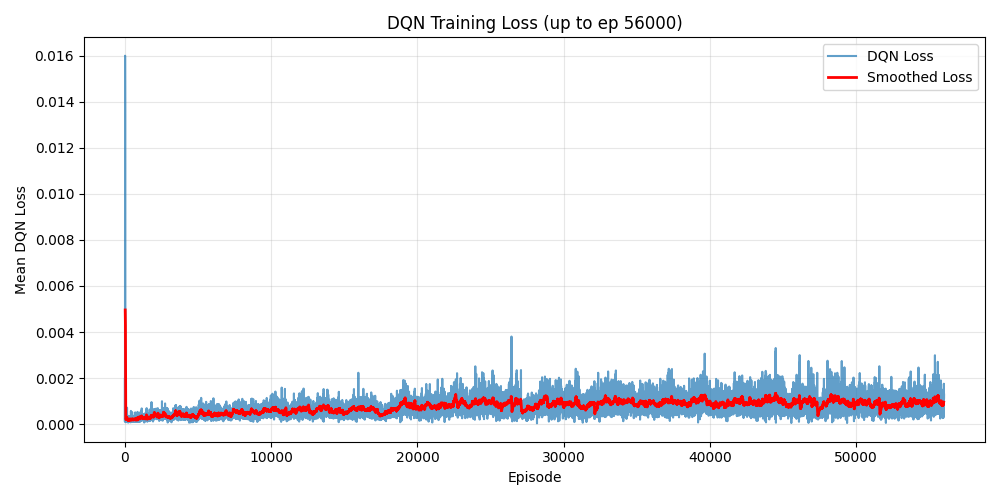 DQN Training Loss (up to ep 56000)
DQN Loss
Smoothed Loss
Mean DQN Loss
0.016
0.014
0.012
0.010
0.008
0.006
0.004
0.002
0.000
0 10000 20000 30000 40000 50000
Episode